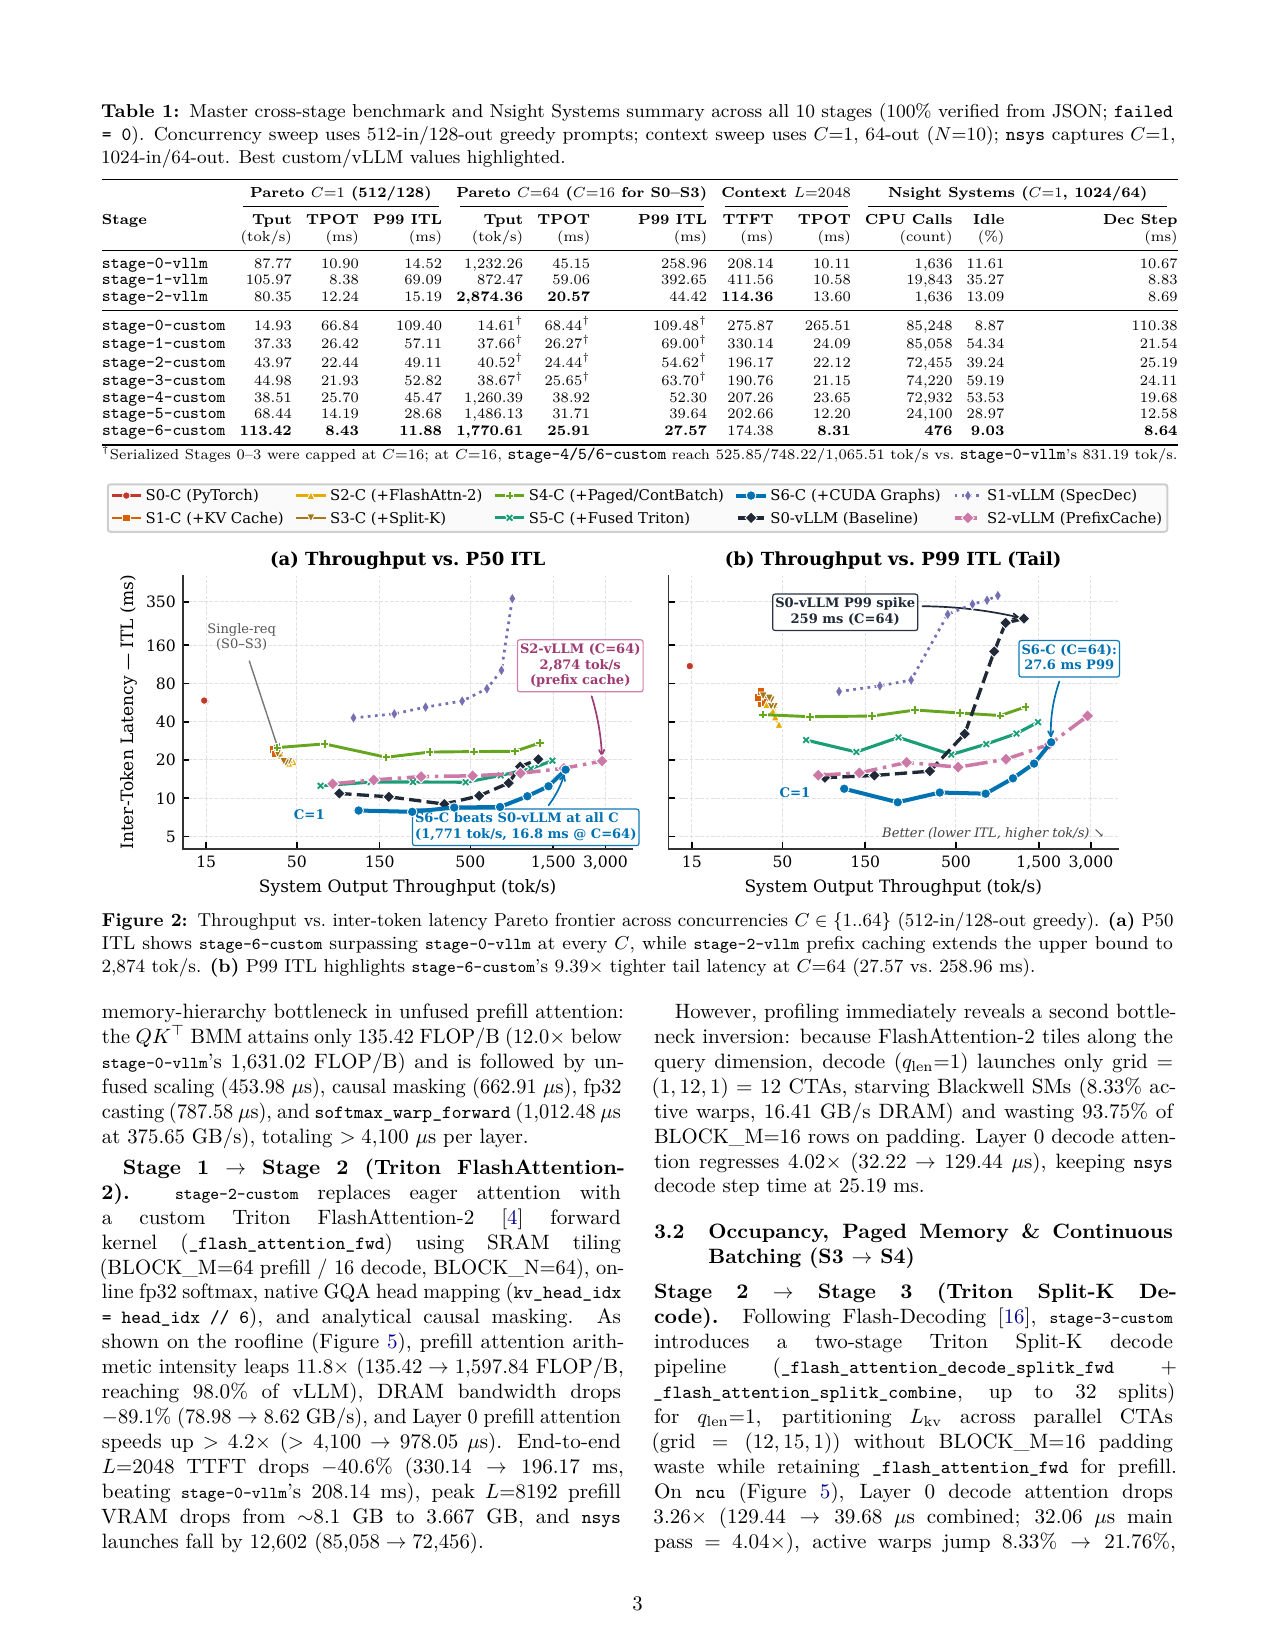 Table 1: Master cross-stage benchmark and Nsight Systems summary across all 10 stages (100% verified from JSON; failed
= 0). Concurrency sweep uses 512-in/128-out greedy prompts; context sweep uses C=1, 64-out (N=10); nsys captures C=1,
1024-in/64-out. Best custom/vLLM values highlighted.
Pareto C=1 (512/128) Pareto C=64 (C=16 for S0–S3) Context L=2048 Nsight Systems (C=1, 1024/64)
Stage Tput TPOT P99 ITL Tput TPOT P99 ITL TTFT TPOT CPU Calls Idle Dec Step
(tok/s) (ms) (ms) (tok/s) (ms) (ms) (ms) (ms) (count) (%) (ms)
stage-0-vllm 87.77 10.90 14.52 1,232.26 45.15 258.96 208.14 10.11 1,636 11.61 10.67
stage-1-vllm 105.97 8.38 69.09 872.47 59.06 392.65 411.56 10.58 19,843 35.27 8.83
stage-2-vllm 80.35 12.24 15.19 2,874.36 20.57 44.42 114.36 13.60 1,636 13.09 8.69
stage-0-custom 14.93 66.84 109.40 14.61† 68.44† 109.48† 275.87 265.51 85,248 8.87 110.38
stage-1-custom 37.33 26.42 57.11 37.66† 26.27† 69.00† 330.14 24.09 85,058 54.34 21.54
stage-2-custom 43.97 22.44 49.11 40.52† 24.44† 54.62† 196.17 22.12 72,455 39.24 25.19
stage-3-custom 44.98 21.93 52.82 38.67† 25.65† 63.70† 190.76 21.15 74,220 59.19 24.11
stage-4-custom 38.51 25.70 45.47 1,260.39 38.92 52.30 207.26 23.65 72,932 53.53 19.68
stage-5-custom 68.44 14.19 28.68 1,486.13 31.71 39.64 202.66 12.20 24,100 28.97 12.58
stage-6-custom 113.42 8.43 11.88 1,770.61 25.91 27.57 174.38 8.31 476 9.03 8.64
†Serialized Stages 0–3 were capped at C=16; at C=16, stage-4/5/6-custom reach 525.85/748.22/1,065.51 tok/s vs. stage-0-vllm's 831.19 tok/s.
S0-C (PyTorch) S2-C (+FlashAttn-2) S4-C (+Paged/ContBatch) S6-C (+CUDA Graphs) S1-vLLM (SpecDec)
S1-C (+KV Cache) S3-C (+Split-K) S5-C (+Fused Triton) S0-vLLM (Baseline) S2-vLLM (PrefixCache)
(a) Throughput vs. P50 ITL
Inter-Token Latency — ITL (ms)
350
160
80
40
20
10
5
Single-req
(S0–S3)
S2-vLLM (C=64)
2,874 tok/s
(prefix cache)
C=1
S6-C beats S0-vLLM at all C
(1,771 tok/s, 16.8 ms @ C=64)
15 50 150 500 1,500 3,000
System Output Throughput (tok/s)
(b) Throughput vs. P99 ITL (Tail)
S0-vLLM P99 spike
259 ms (C=64)
S6-C (C=64):
27.6 ms P99
C=1
Better (lower ITL, higher tok/s) ↘
15 50 150 500 1,500 3,000
System Output Throughput (tok/s)
Figure 2: Throughput vs. inter-token latency Pareto frontier across concurrencies C ∈ {1..64} (512-in/128-out greedy). (a) P50
ITL shows stage-6-custom surpassing stage-0-vllm at every C, while stage-2-vllm prefix caching extends the upper bound to
2,874 tok/s. (b) P99 ITL highlights stage-6-custom's 9.39× tighter tail latency at C=64 (27.57 vs. 258.96 ms).
memory-hierarchy bottleneck in unfused prefill attention:
the QK⊤ BMM attains only 135.42 FLOP/B (12.0× below
stage-0-vllm's 1,631.02 FLOP/B) and is followed by un-
fused scaling (453.98 μs), causal masking (662.91 μs), fp32
casting (787.58 μs), and softmax_warp_forward (1,012.48 μs
at 375.65 GB/s), totaling > 4,100 μs per layer.
Stage 1 → Stage 2 (Triton FlashAttention-
2). stage-2-custom replaces eager attention with
a custom Triton FlashAttention-2 [4] forward
kernel (_flash_attention_fwd) using SRAM tiling
(BLOCK_M=64 prefill / 16 decode, BLOCK_N=64), on-
line fp32 softmax, native GQA head mapping (kv_head_idx
= head_idx // 6), and analytical causal masking. As
shown on the roofline (Figure 5), prefill attention arith-
metic intensity leaps 11.8× (135.42 → 1,597.84 FLOP/B,
reaching 98.0% of vLLM), DRAM bandwidth drops
−89.1% (78.98 → 8.62 GB/s), and Layer 0 prefill attention
speeds up > 4.2× (> 4,100 → 978.05 μs). End-to-end
L=2048 TTFT drops −40.6% (330.14 → 196.17 ms,
beating stage-0-vllm's 208.14 ms), peak L=8192 prefill
VRAM drops from ∼8.1 GB to 3.667 GB, and nsys
launches fall by 12,602 (85,058 → 72,456).
However, profiling immediately reveals a second bottle-
neck inversion: because FlashAttention-2 tiles along the
query dimension, decode (qlen=1) launches only grid =
(1, 12, 1) = 12 CTAs, starving Blackwell SMs (8.33% ac-
tive warps, 16.41 GB/s DRAM) and wasting 93.75% of
BLOCK_M=16 rows on padding. Layer 0 decode atten-
tion regresses 4.02× (32.22 → 129.44 μs), keeping nsys
decode step time at 25.19 ms.
3.2 Occupancy, Paged Memory & Continuous
Batching (S3 → S4)
Stage 2 → Stage 3 (Triton Split-K De-
code). Following Flash-Decoding [16], stage-3-custom
introduces a two-stage Triton Split-K decode
pipeline (_flash_attention_decode_splitk_fwd +
_flash_attention_splitk_combine, up to 32 splits)
for qlen=1, partitioning Lkv across parallel CTAs
(grid = (12, 15, 1)) without BLOCK_M=16 padding
waste while retaining _flash_attention_fwd for prefill.
On ncu (Figure 5), Layer 0 decode attention drops
3.26× (129.44 → 39.68 μs combined; 32.06 μs main
pass = 4.04×), active warps jump 8.33% → 21.76%,
3